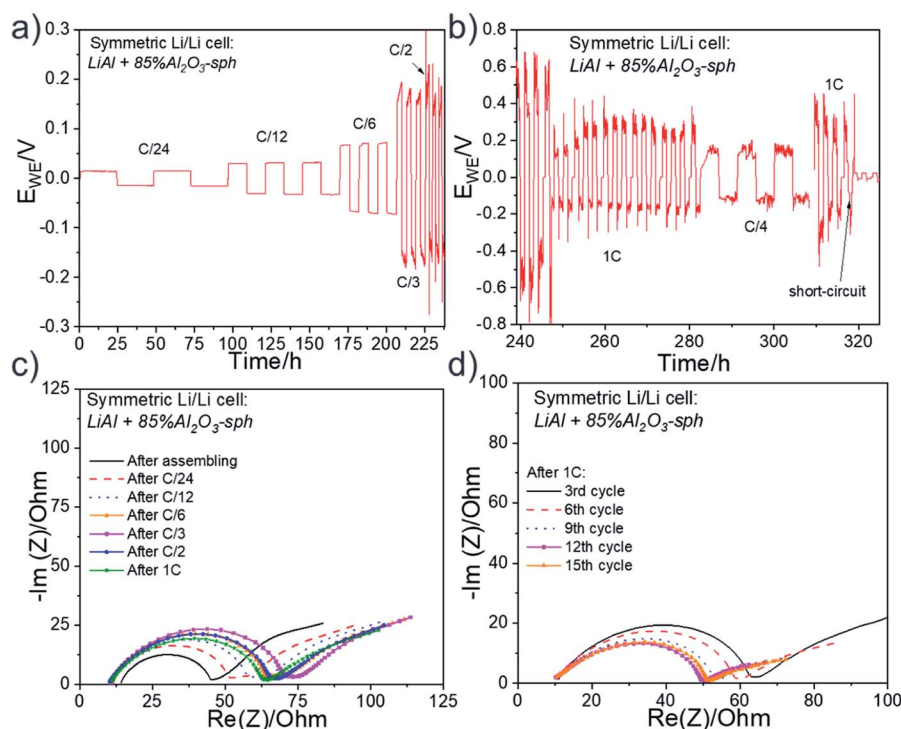 a)
Symmetric Li/Li cell:
LiAl + 85%Al₂O₃-sph
C/2
C/24
C/12
C/6
C/3
E_WE/V
0.3
0.2
0.1
0.0
-0.1
-0.2
-0.3
0 25 50 75 100 125 150 175 200 225
Time/h
b)
Symmetric Li/Li cell:
LiAl + 85%Al₂O₃-sph
1C
1C
C/4
short-circuit
E_WE/V
0.8
0.6
0.4
0.2
0.0
-0.2
-0.4
-0.6
-0.8
240 260 280 300 320
Time/h
c)
Symmetric Li/Li cell:
LiAl + 85%Al₂O₃-sph
After assembling
After C/24
After C/12
After C/6
After C/3
After C/2
After 1C
-Im (Z)/Ohm
125
100
75
50
25
0
0 25 50 75 100 125
Re(Z)/Ohm
d)
Symmetric Li/Li cell:
LiAl + 85%Al₂O₃-sph
After 1C:
3rd cycle
6th cycle
9th cycle
12th cycle
15th cycle
-Im (Z)/Ohm
100
80
60
40
20
0
0 20 40 60 80 100
Re(Z)/Ohm